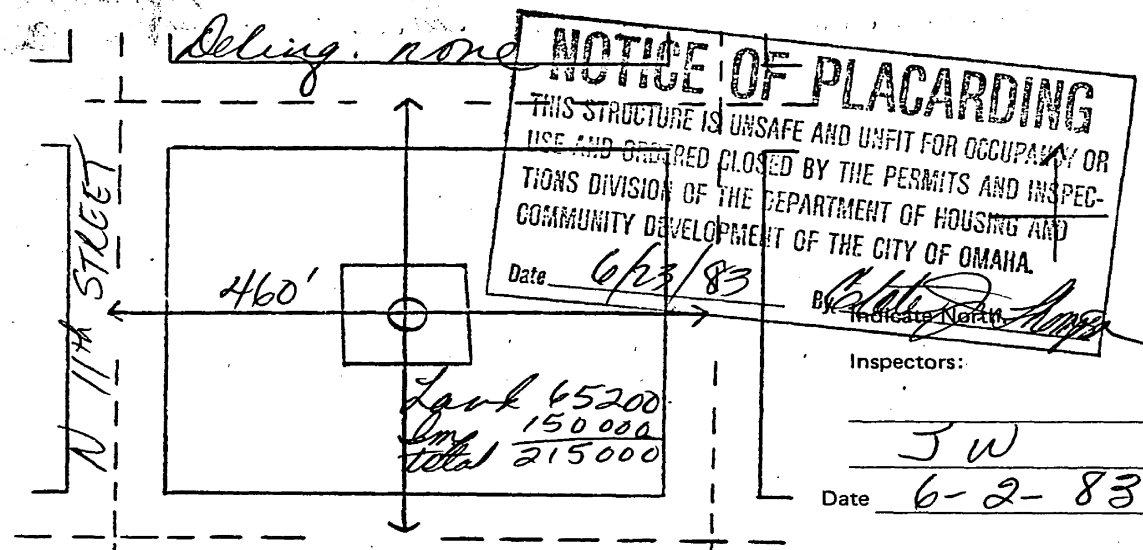 Delinq. none
NOTICE OF PLACARDING
THIS STRUCTURE IS UNSAFE AND UNFIT FOR OCCUPANCY OR
USE AND ORDERED CLOSED BY THE PERMITS AND INSPEC-
TIONS DIVISION OF THE DEPARTMENT OF HOUSING AND
COMMUNITY DEVELOPMENT OF THE CITY OF OMAHA.
Date 6/23/83 By
Indicate North
N 11th STREET
460'
Land 65200
Im 150000
total 215000
Inspectors:
JW
Date 6-2-83